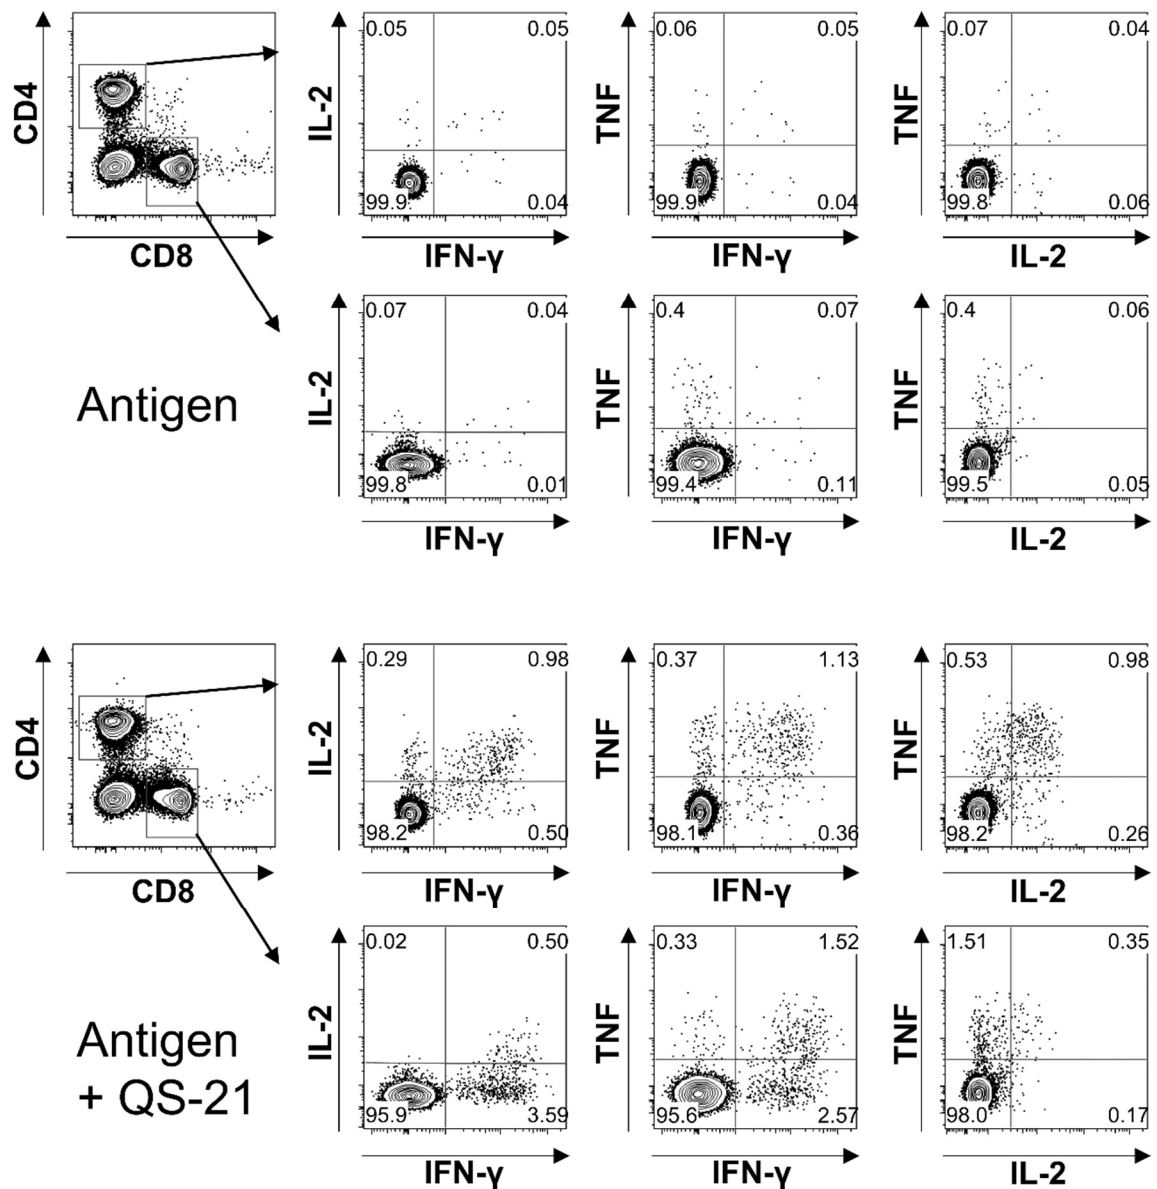 CD4
CD8
0.05 0.05
IL-2
99.9 0.04
IFN-γ
0.06 0.05
TNF
99.9 0.04
IFN-γ
0.07 0.04
TNF
99.8 0.06
IL-2
Antigen
0.07 0.04
IL-2
99.8 0.01
IFN-γ
0.4 0.07
TNF
99.4 0.11
IFN-γ
0.4 0.06
TNF
99.5 0.05
IL-2
CD4
CD8
0.29 0.98
IL-2
98.2 0.50
IFN-γ
0.37 1.13
TNF
98.1 0.36
IFN-γ
0.53 0.98
TNF
98.2 0.26
IL-2
Antigen
+ QS-21
0.02 0.50
IL-2
95.9 3.59
IFN-γ
0.33 1.52
TNF
95.6 2.57
IFN-γ
1.51 0.35
TNF
98.0 0.17
IL-2